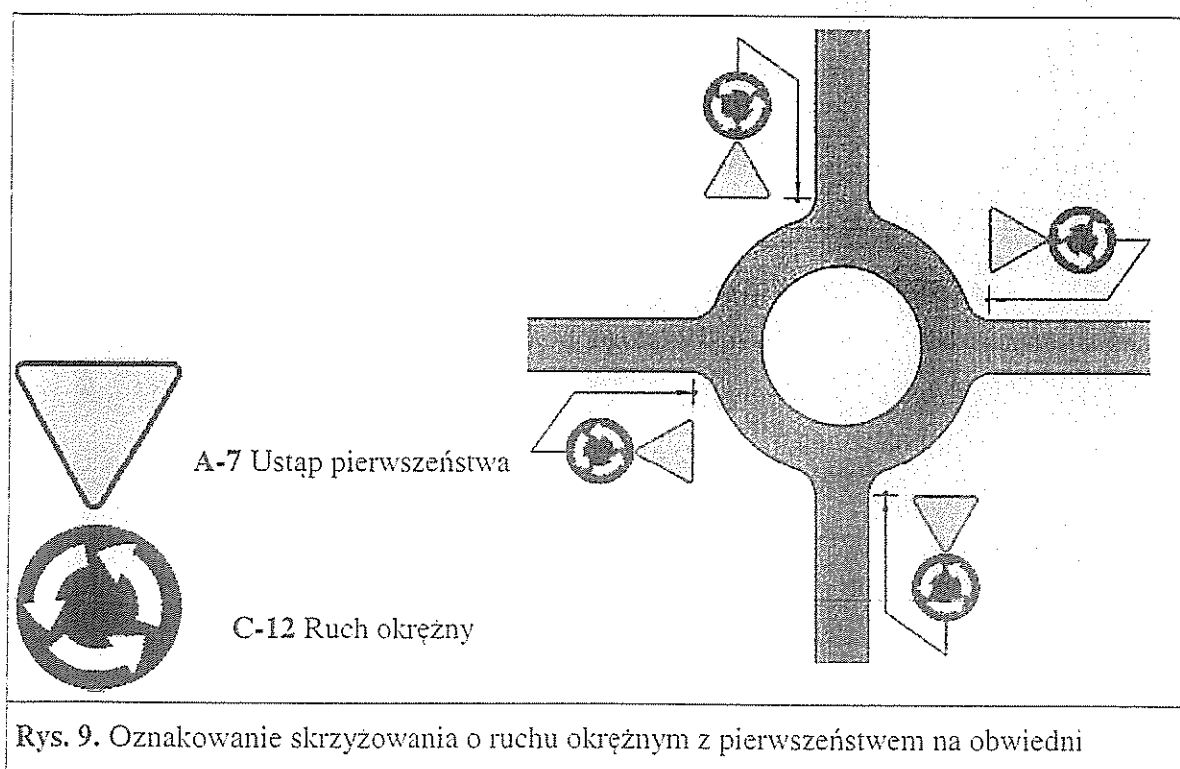 A-7 Ustąp pierwszeństwa
C-12 Ruch okrężny
Rys. 9. Oznakowanie skrzyżowania o ruchu okrężnym z pierwszeństwem na obwiedni